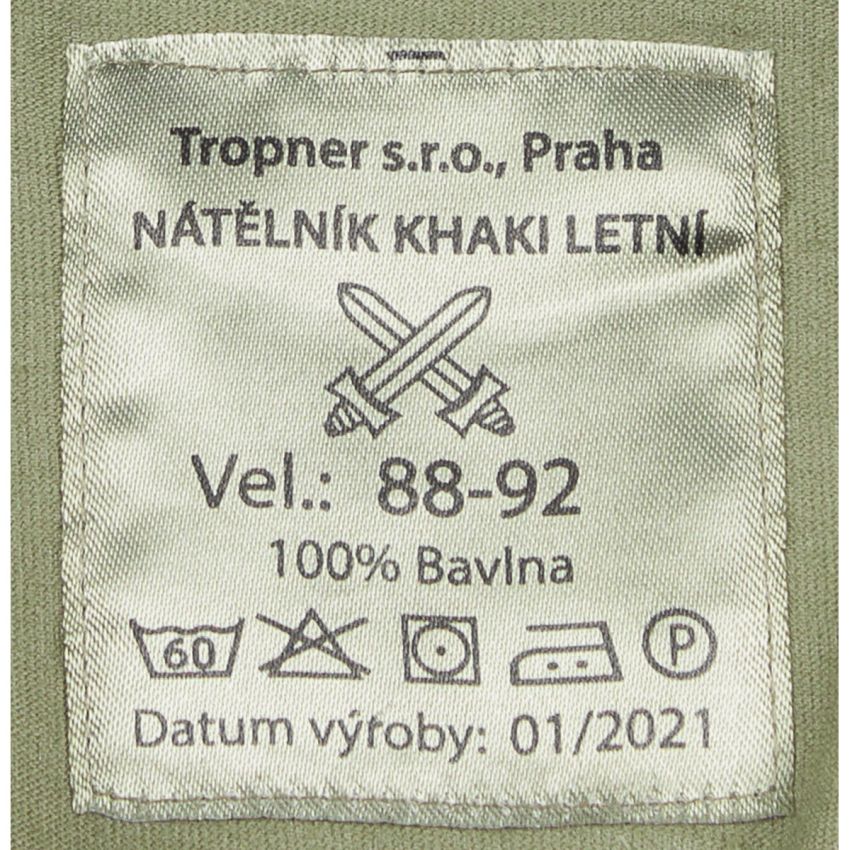 Tropner s.r.o., Praha
NÁTĚLNÍK KHAKI LETNÍ
Vel.: 88-92
100% Bavlna
60 P
Datum výroby: 01/2021